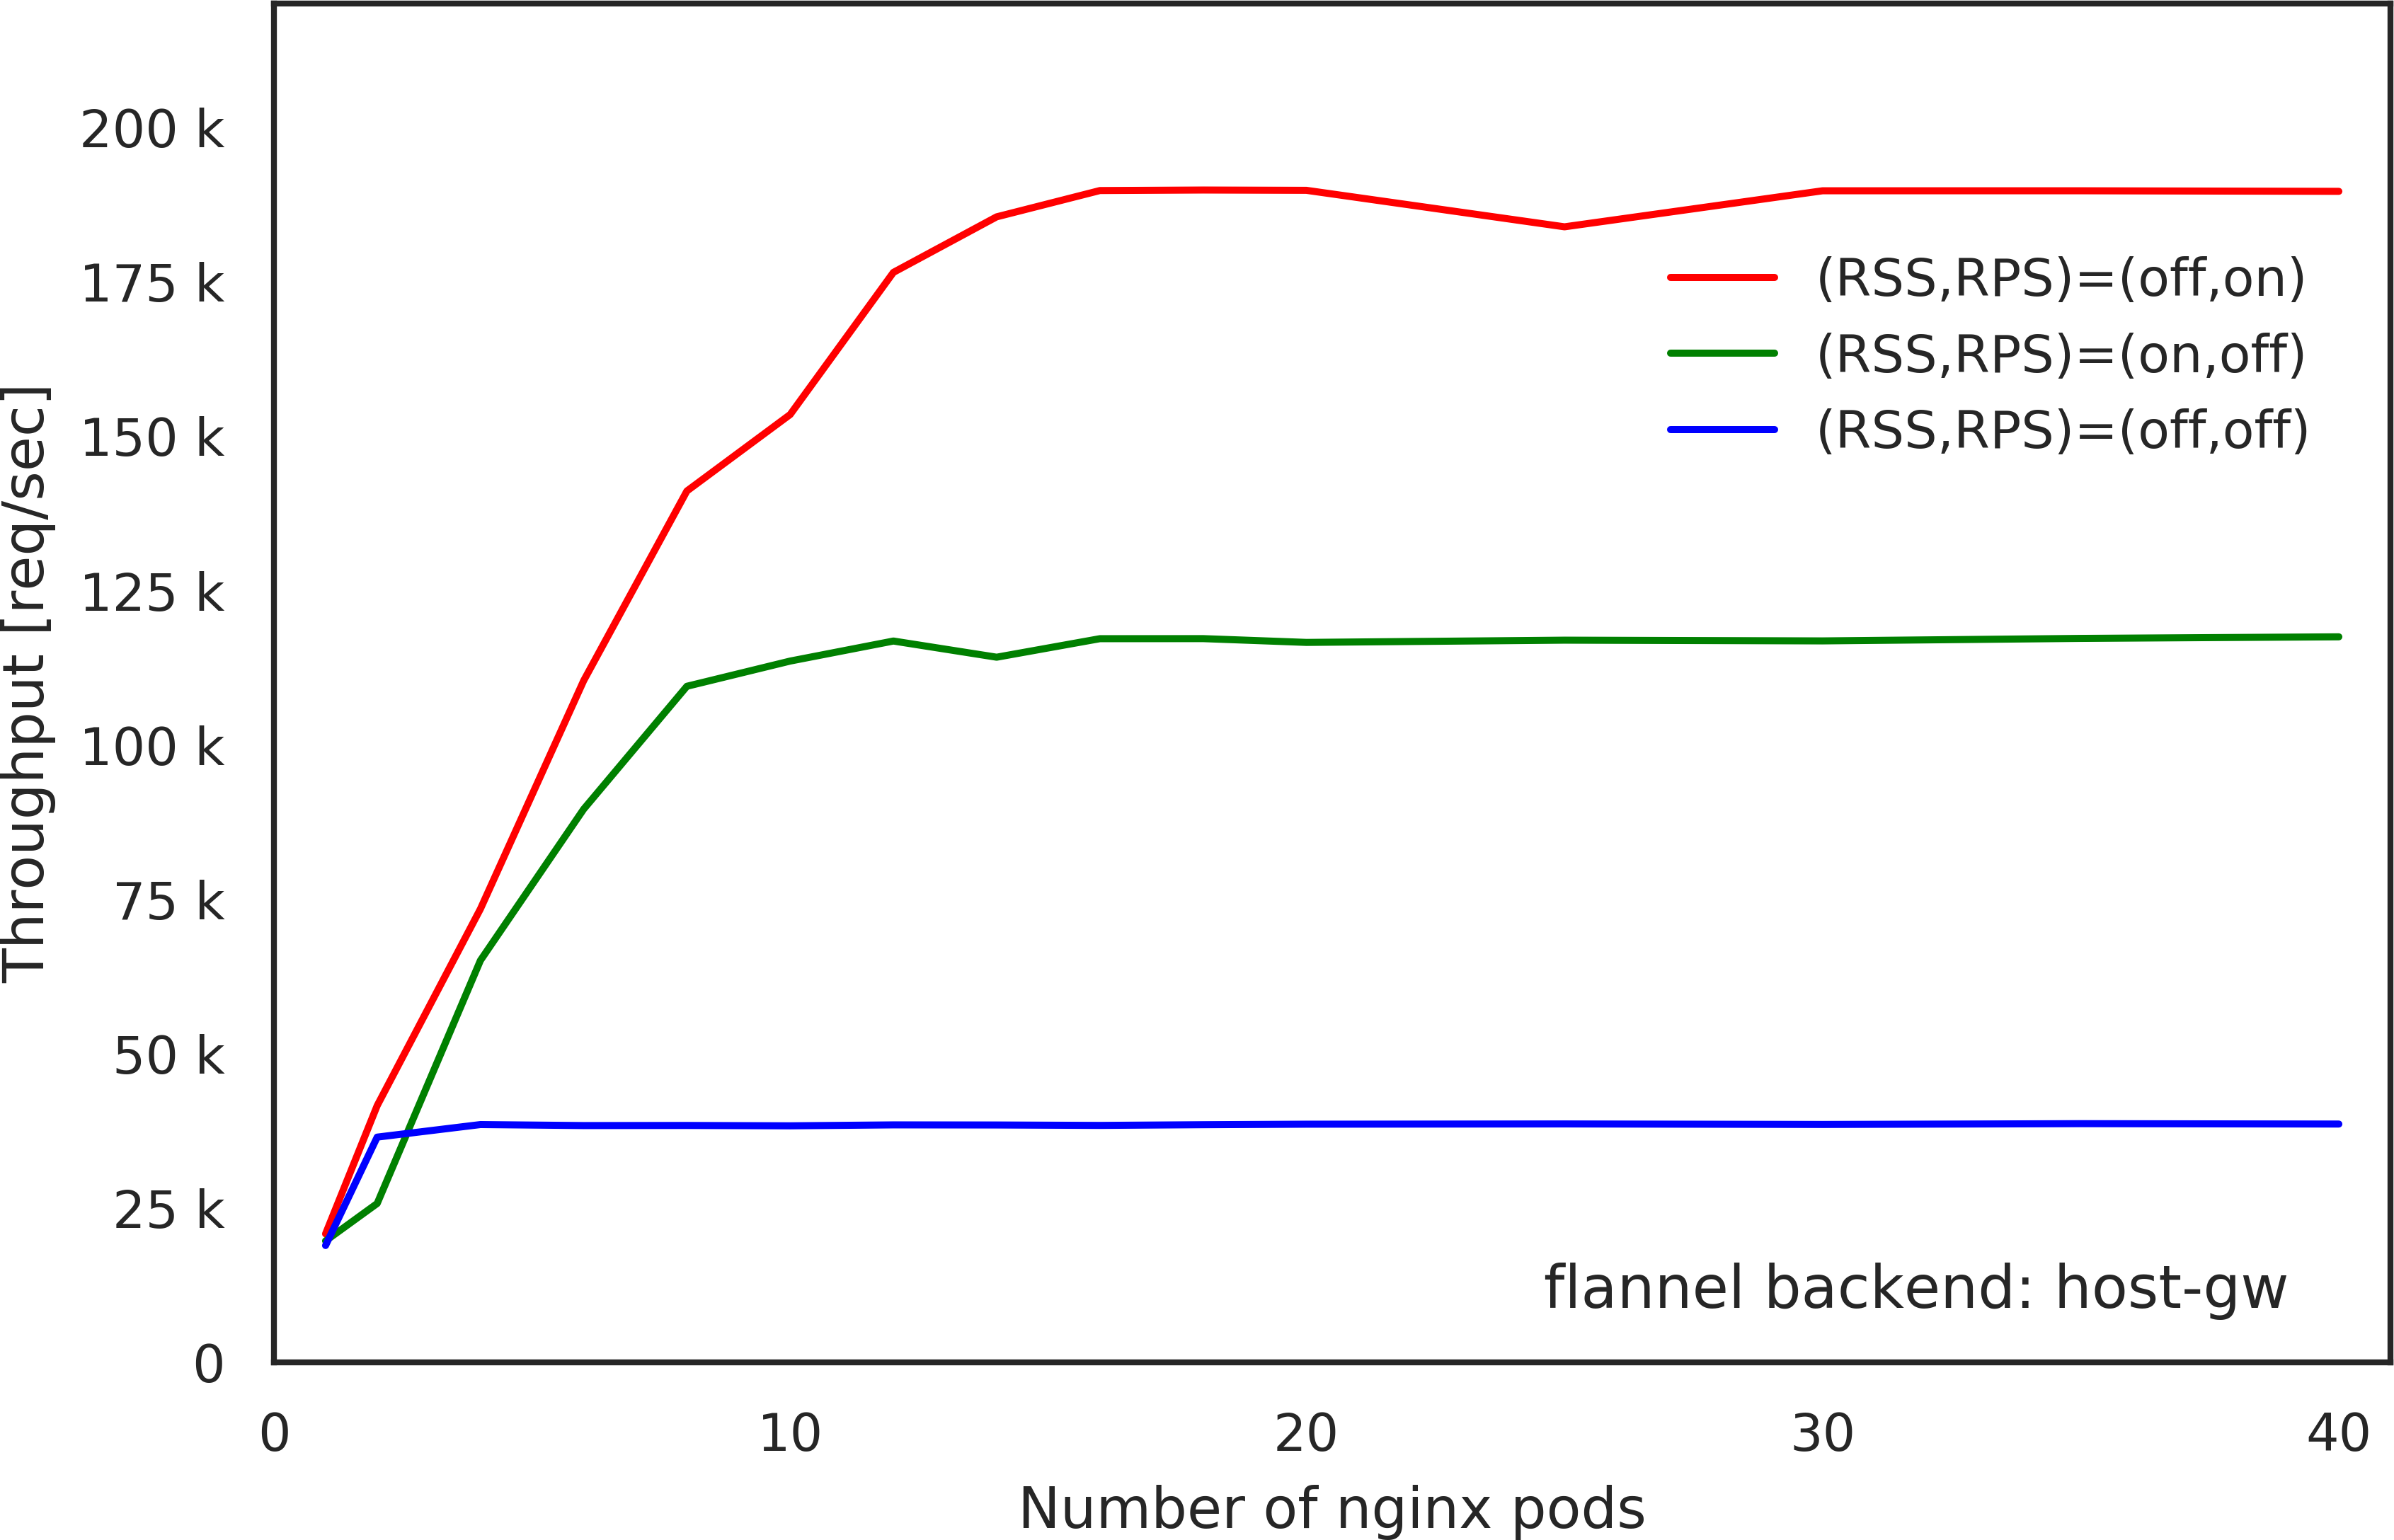 200 k
175 k
150 k
125 k
100 k
75 k
50 k
25 k
0
Throughput [req/sec]
(RSS,RPS)=(off,on)
(RSS,RPS)=(on,off)
(RSS,RPS)=(off,off)
flannel backend: host-gw
0 10 20 30 40
Number of nginx pods